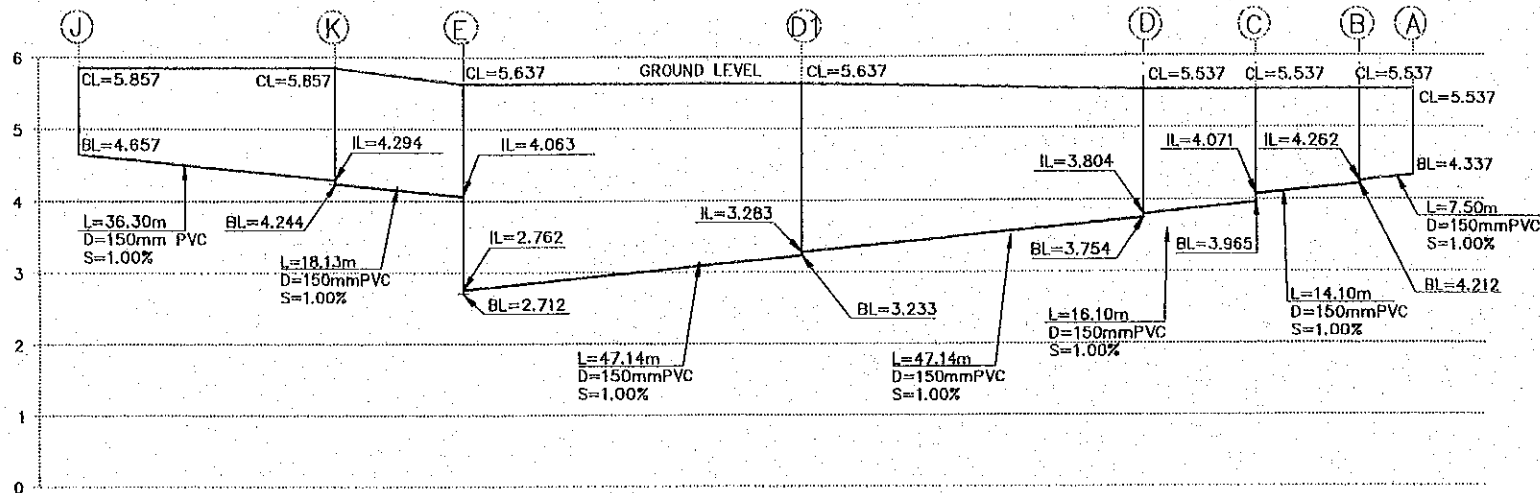 J K E D1 D C B A
6
CL=5.857
CL=5.857
CL=5.637
GROUND LEVEL
CL=5.637
CL=5.537
CL=5.537
CL=5.537
CL=5.537
5
BL=4.657
IL=4.294
IL=4.063
IL=3.804
IL=4.071
IL=4.262
BL=4.337
4
L=36.30m
D=150mm PVC
S=1.00%
BL=4.244
L=18.13m
D=150mmPVC
S=1.00%
IL=2.762
IL=3.283
BL=3.754
BL=3.965
L=7.50m
D=150mmPVC
S=1.00%
3
BL=2.712
BL=3.233
L=16.10m
D=150mmPVC
S=1.00%
L=14.10m
D=150mmPVC
S=1.00%
BL=4.212
2
L=47.14m
D=150mmPVC
S=1.00%
L=47.14m
D=150mmPVC
S=1.00%
1
0